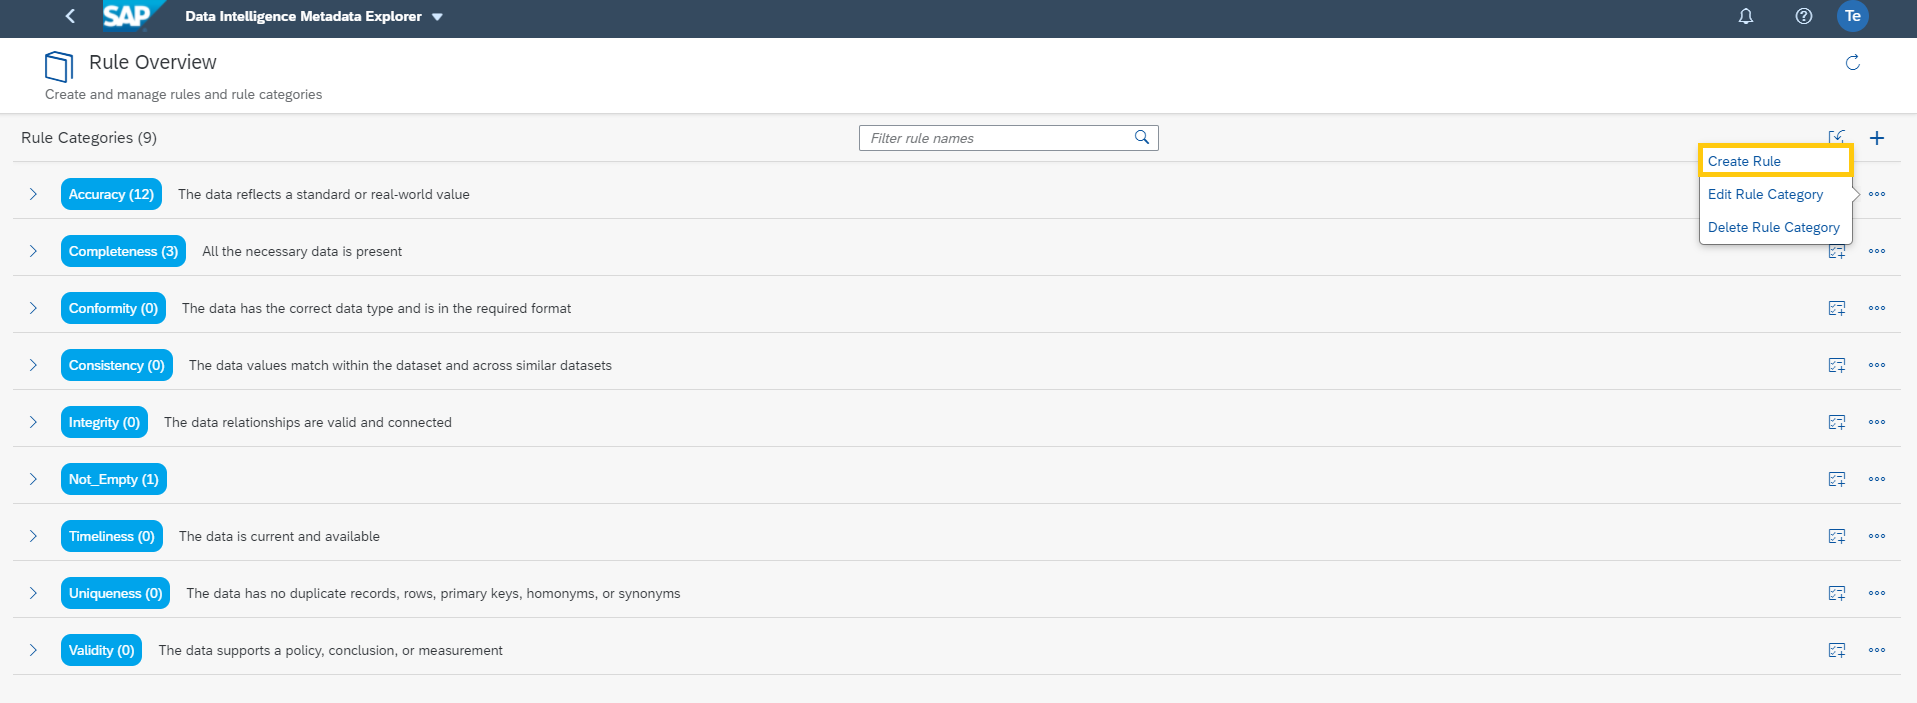 SAP Data Intelligence Metadata Explorer Te
Rule Overview
Create and manage rules and rule categories
Rule Categories (9) Filter rule names
Create Rule
Accuracy (12) The data reflects a standard or real-world value Edit Rule Category
Delete Rule Category
Completeness (3) All the necessary data is present
Conformity (0) The data has the correct data type and is in the required format
Consistency (0) The data values match within the dataset and across similar datasets
Integrity (0) The data relationships are valid and connected
Not_Empty (1)
Timeliness (0) The data is current and available
Uniqueness (0) The data has no duplicate records, rows, primary keys, homonyms, or synonyms
Validity (0) The data supports a policy, conclusion, or measurement